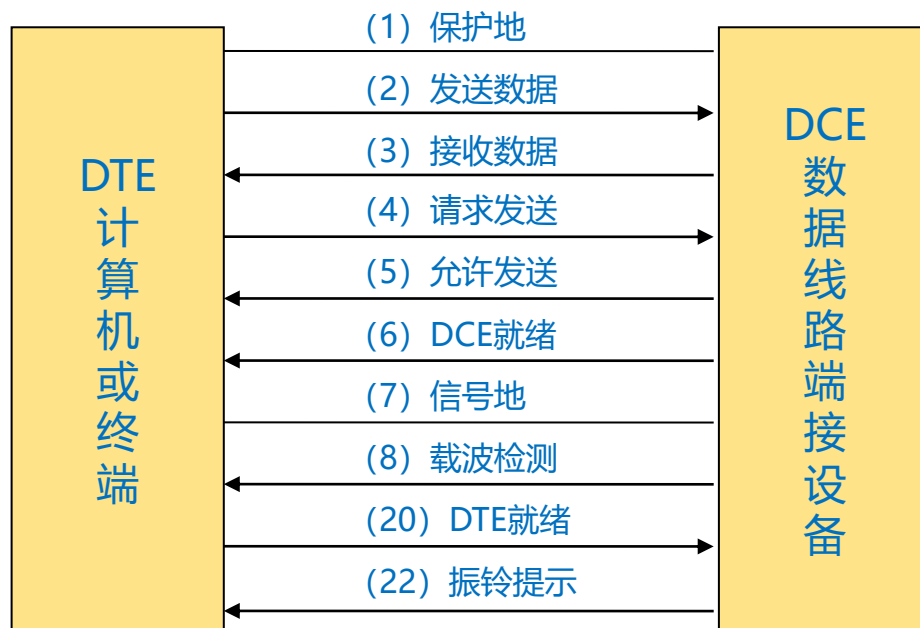 (1) 保护地
(2) 发送数据
(3) 接收数据
(4) 请求发送
(5) 允许发送
(6) DCE就绪
(7) 信号地
(8) 载波检测
(20) DTE就绪
(22) 振铃提示
DTE
计
算
机
或
终
端
DCE
数
据
线
路
端
接
设
备